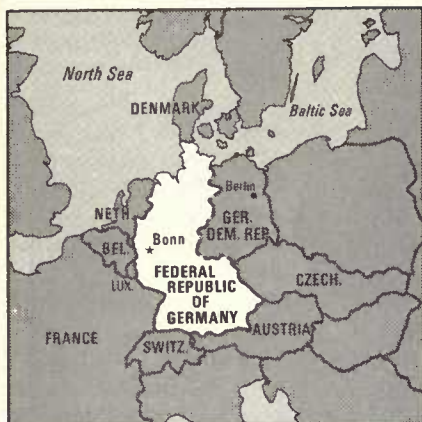 North Sea
DENMARK
Baltic Sea
Berlin
NETH.
GER.
DEM. REP.
Bonn
BEL.
FEDERAL
REPUBLIC
OF
GERMANY
LUX.
CZECH.
FRANCE
SWITZ.
AUSTRIA